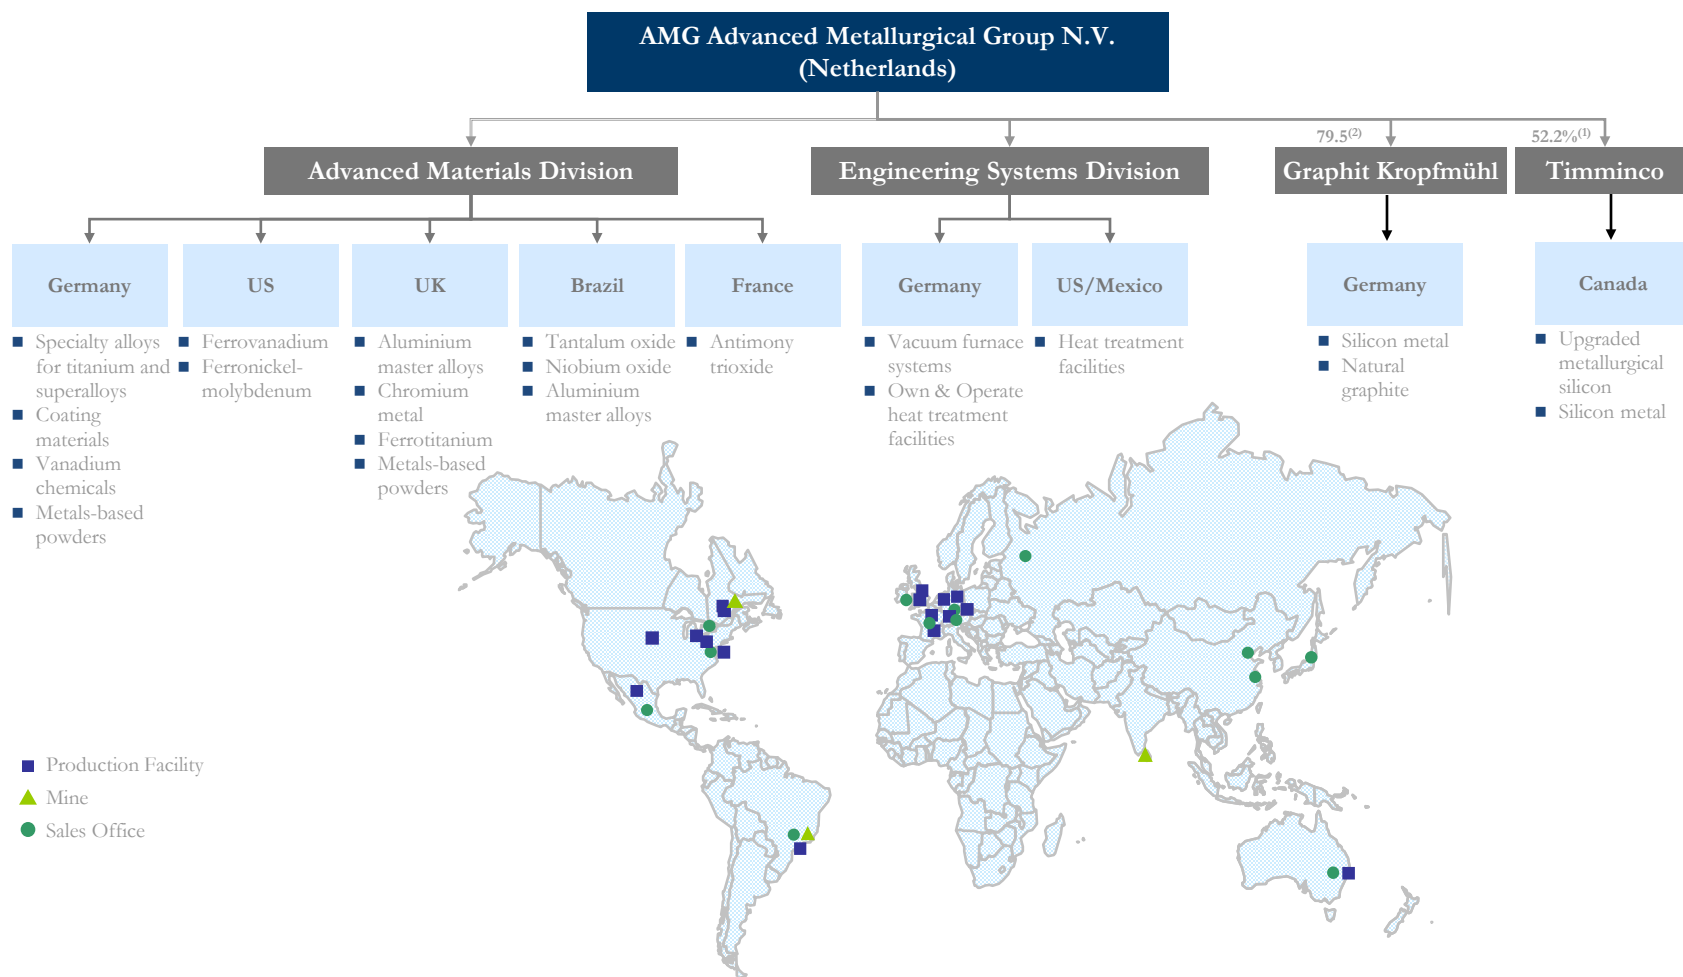 AMG Advanced Metallurgical Group N.V.
(Netherlands)
79.5(2)
52.2%(1)
Advanced Materials Division
Engineering Systems Division
Graphit Kropfmühl
Timminco
Germany
US
UK
Brazil
France
Germany
US/Mexico
Germany
Canada
Specialty alloys
for titanium and
superalloys
Coating
materials
Vanadium
chemicals
Metals-based
powders
Ferrovanadium
Ferronickel-
molybdenum
Aluminium
master alloys
Chromium
metal
Ferrotitanium
Metals-based
powders
Tantalum oxide
Niobium oxide
Aluminium
master alloys
Antimony
trioxide
Vacuum furnace
systems
Own & Operate
heat treatment
facilities
Heat treatment
facilities
Silicon metal
Natural
graphite
Upgraded
metallurgical
silicon
Silicon metal
Production Facility
Mine
Sales Office